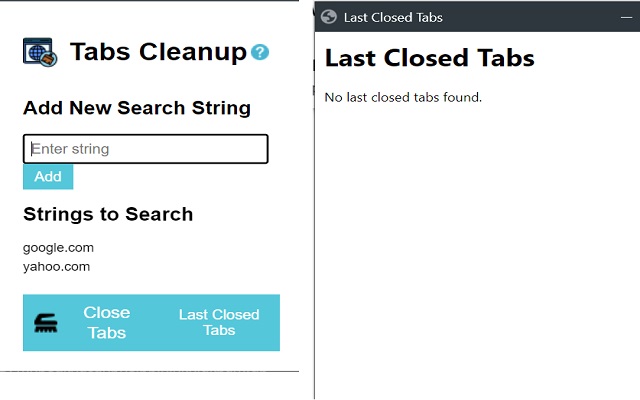 Tabs Cleanup ?
Add New Search String
Enter string
Add
Strings to Search
google.com
yahoo.com
Close
Tabs
Last Closed
Tabs
Last Closed Tabs
Last Closed Tabs
No last closed tabs found.